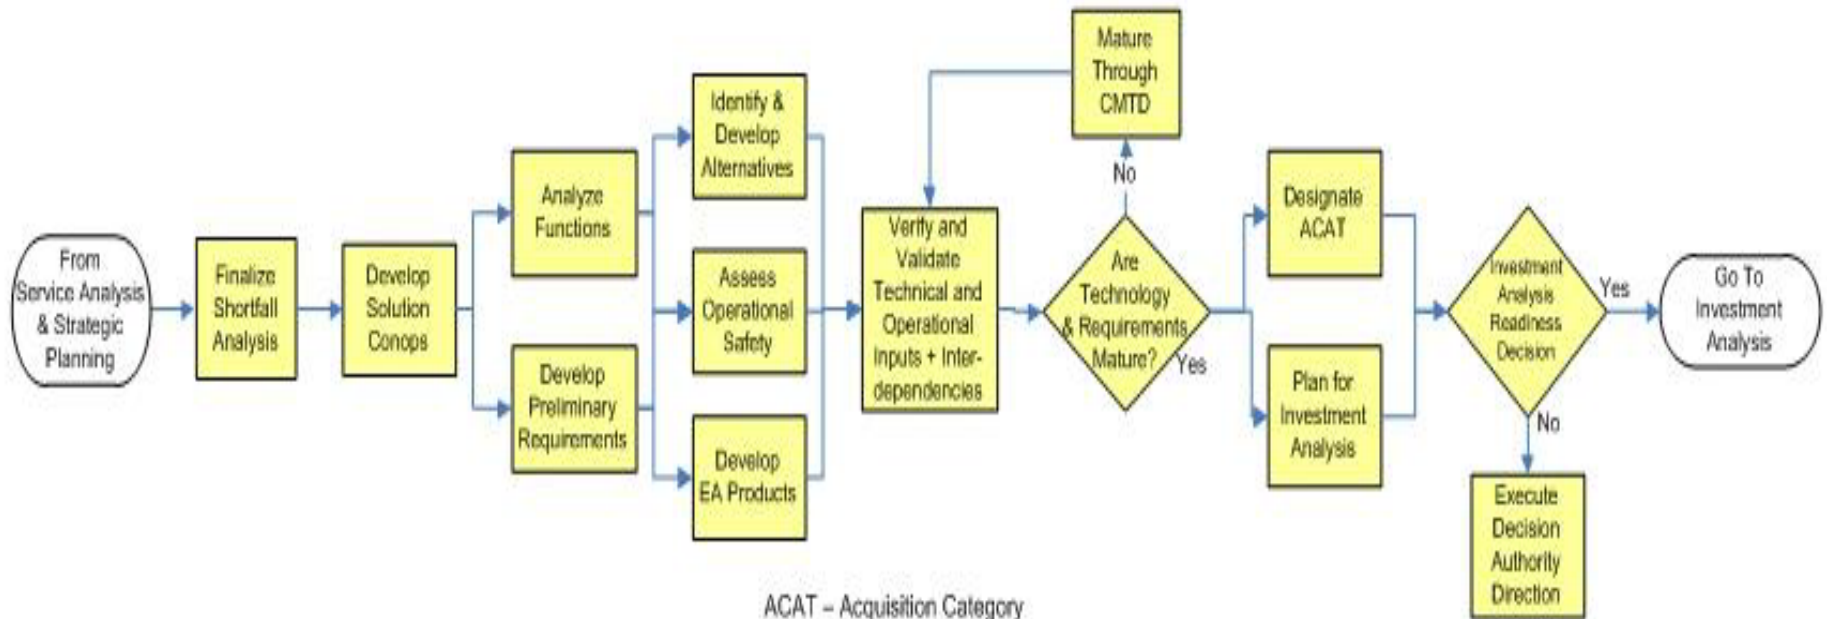 From
Service Analysis
& Strategic
Planning
Finalize
Shortfall
Analysis
Develop
Solution
Conops
Analyze
Functions
Develop
Preliminary
Requirements
Identify &
Develop
Alternatives
Assess
Operational
Safety
Develop
EA Products
Verify and
Validate
Technical and
Operational
Inputs + Inter-
dependencies
Mature
Through
CMTD
No
Are
Technology
& Requirements
Mature?
Yes
Designate
ACAT
Plan for
Investment
Analysis
Investment
Analysis
Readiness
Decision
Yes
No
Go To
Investment
Analysis
Execute
Decision
Authority
Direction
ACAT – Acquisition Category